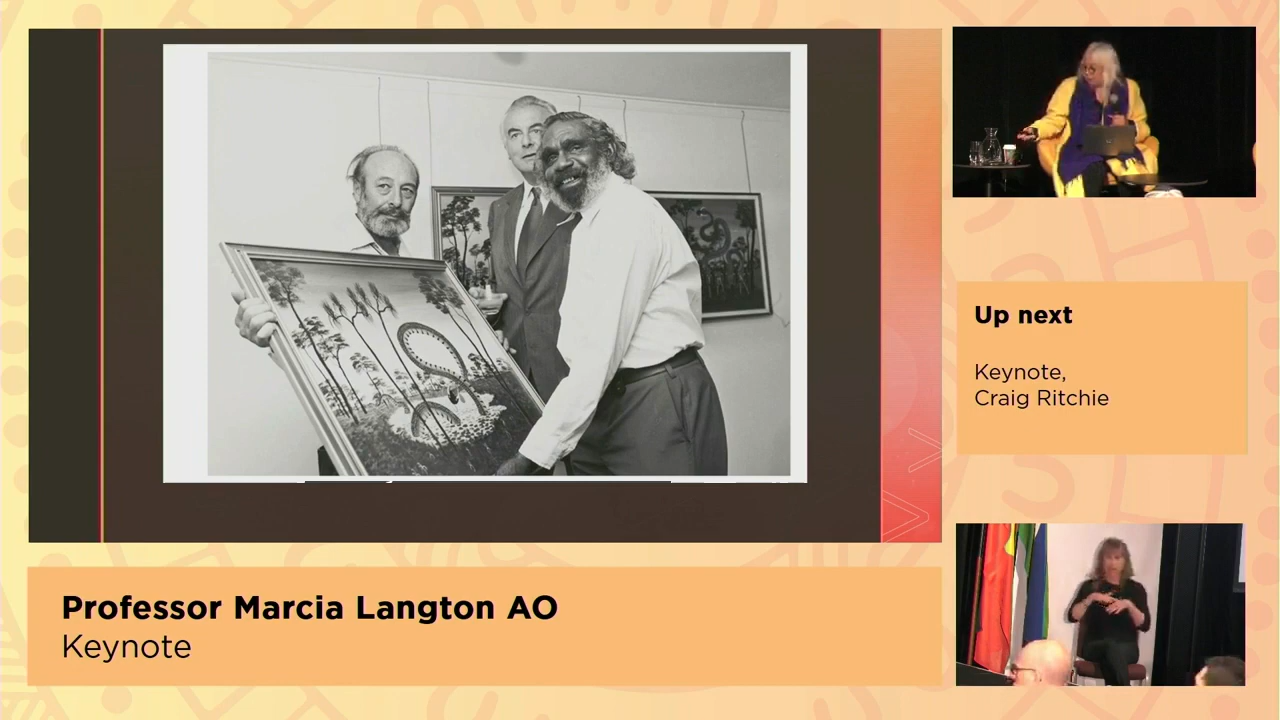 Up next
Keynote,
Craig Ritchie
Professor Marcia Langton AO
Keynote